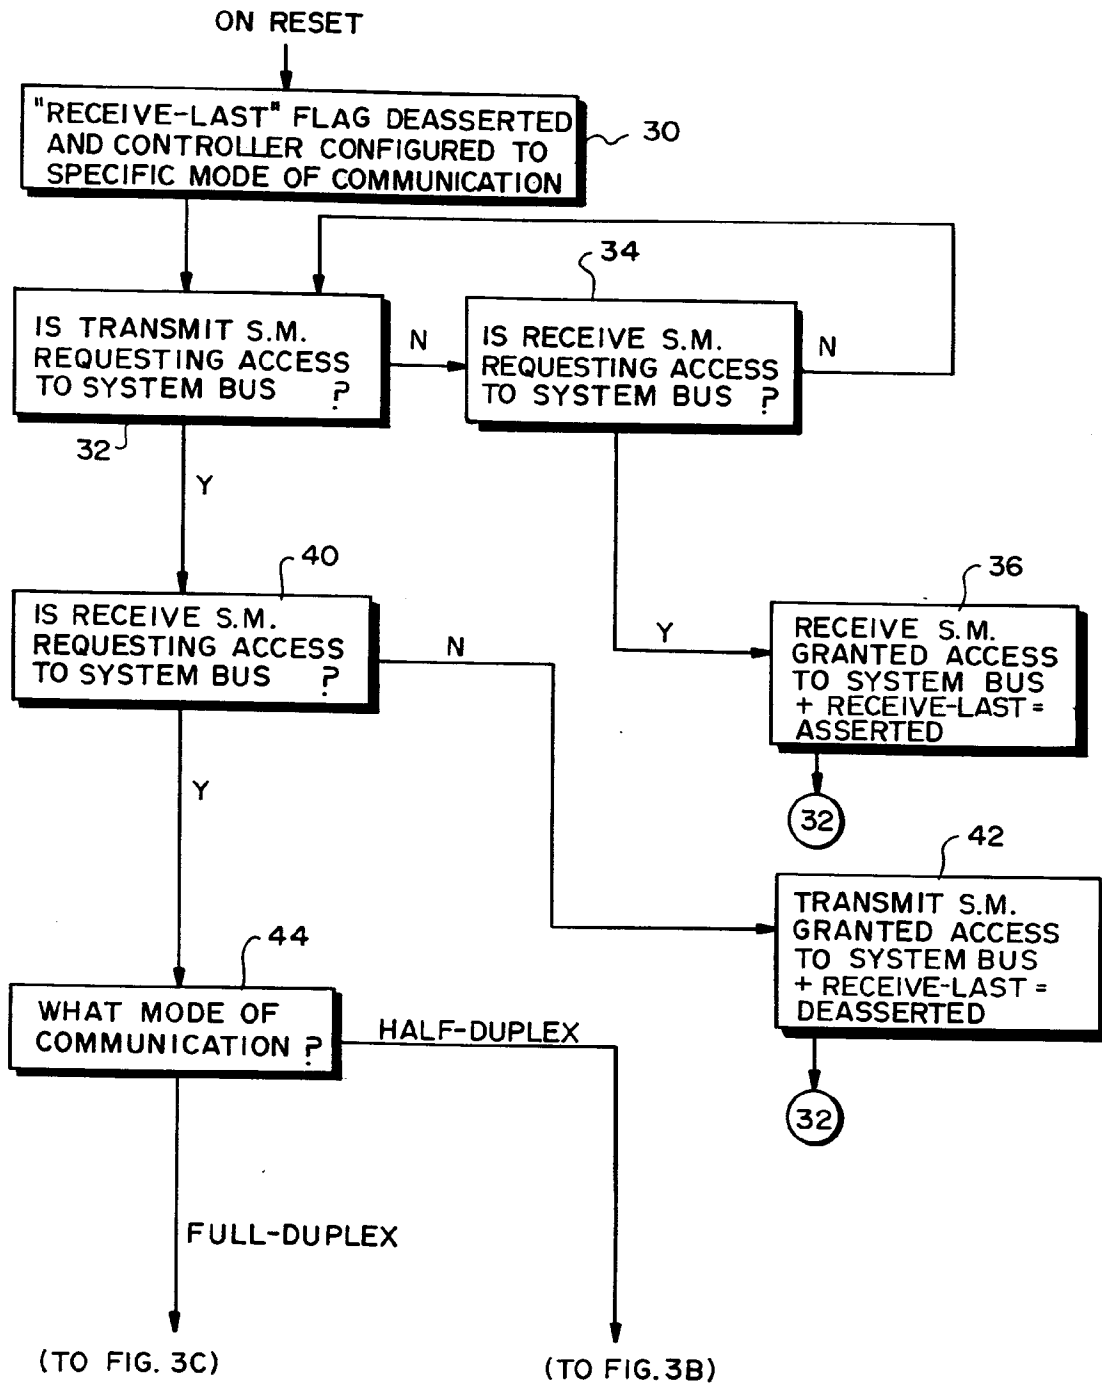 ON RESET
"RECEIVE-LAST" FLAG DEASSERTED
AND CONTROLLER CONFIGURED TO
SPECIFIC MODE OF COMMUNICATION
30
34
IS TRANSMIT S.M.
REQUESTING ACCESS
TO SYSTEM BUS ?
32
N
IS RECEIVE S.M.
REQUESTING ACCESS
TO SYSTEM BUS ?
N
Y
40
IS RECEIVE S.M.
REQUESTING ACCESS
TO SYSTEM BUS ?
N
Y
36
RECEIVE S.M.
GRANTED ACCESS
TO SYSTEM BUS
+ RECEIVE-LAST =
ASSERTED
32
Y
42
TRANSMIT S.M.
GRANTED ACCESS
TO SYSTEM BUS
+ RECEIVE-LAST =
DEASSERTED
32
44
WHAT MODE OF
COMMUNICATION ?
HALF-DUPLEX
FULL-DUPLEX
(TO FIG. 3C)
(TO FIG. 3B)